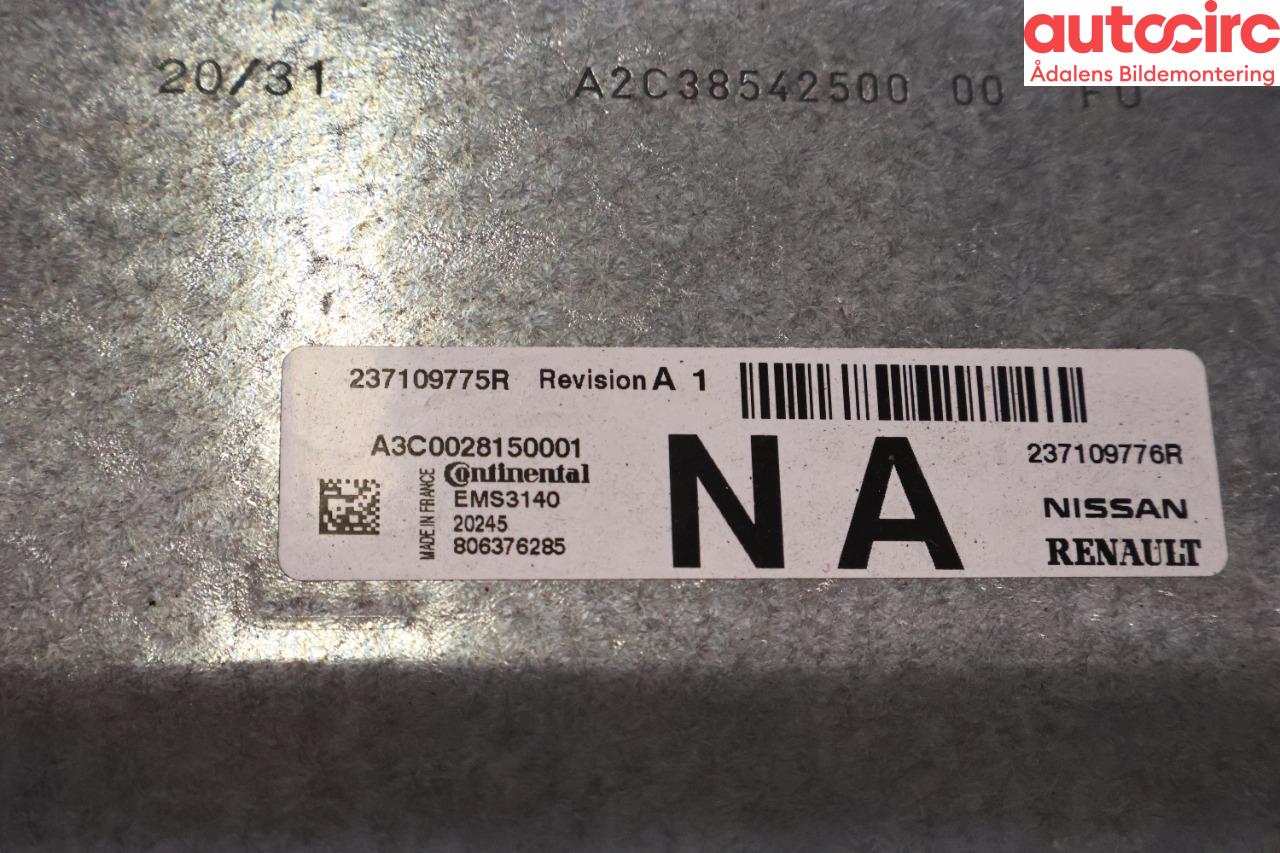 autocirc
Ådalens Bildemontering
20/31 A2C38542500 00
237109775R Revision A 1
A3C0028150001
Continental
MADE IN FRANCE
EMS3140
20245
806376285
NA
237109776R
NISSAN
RENAULT